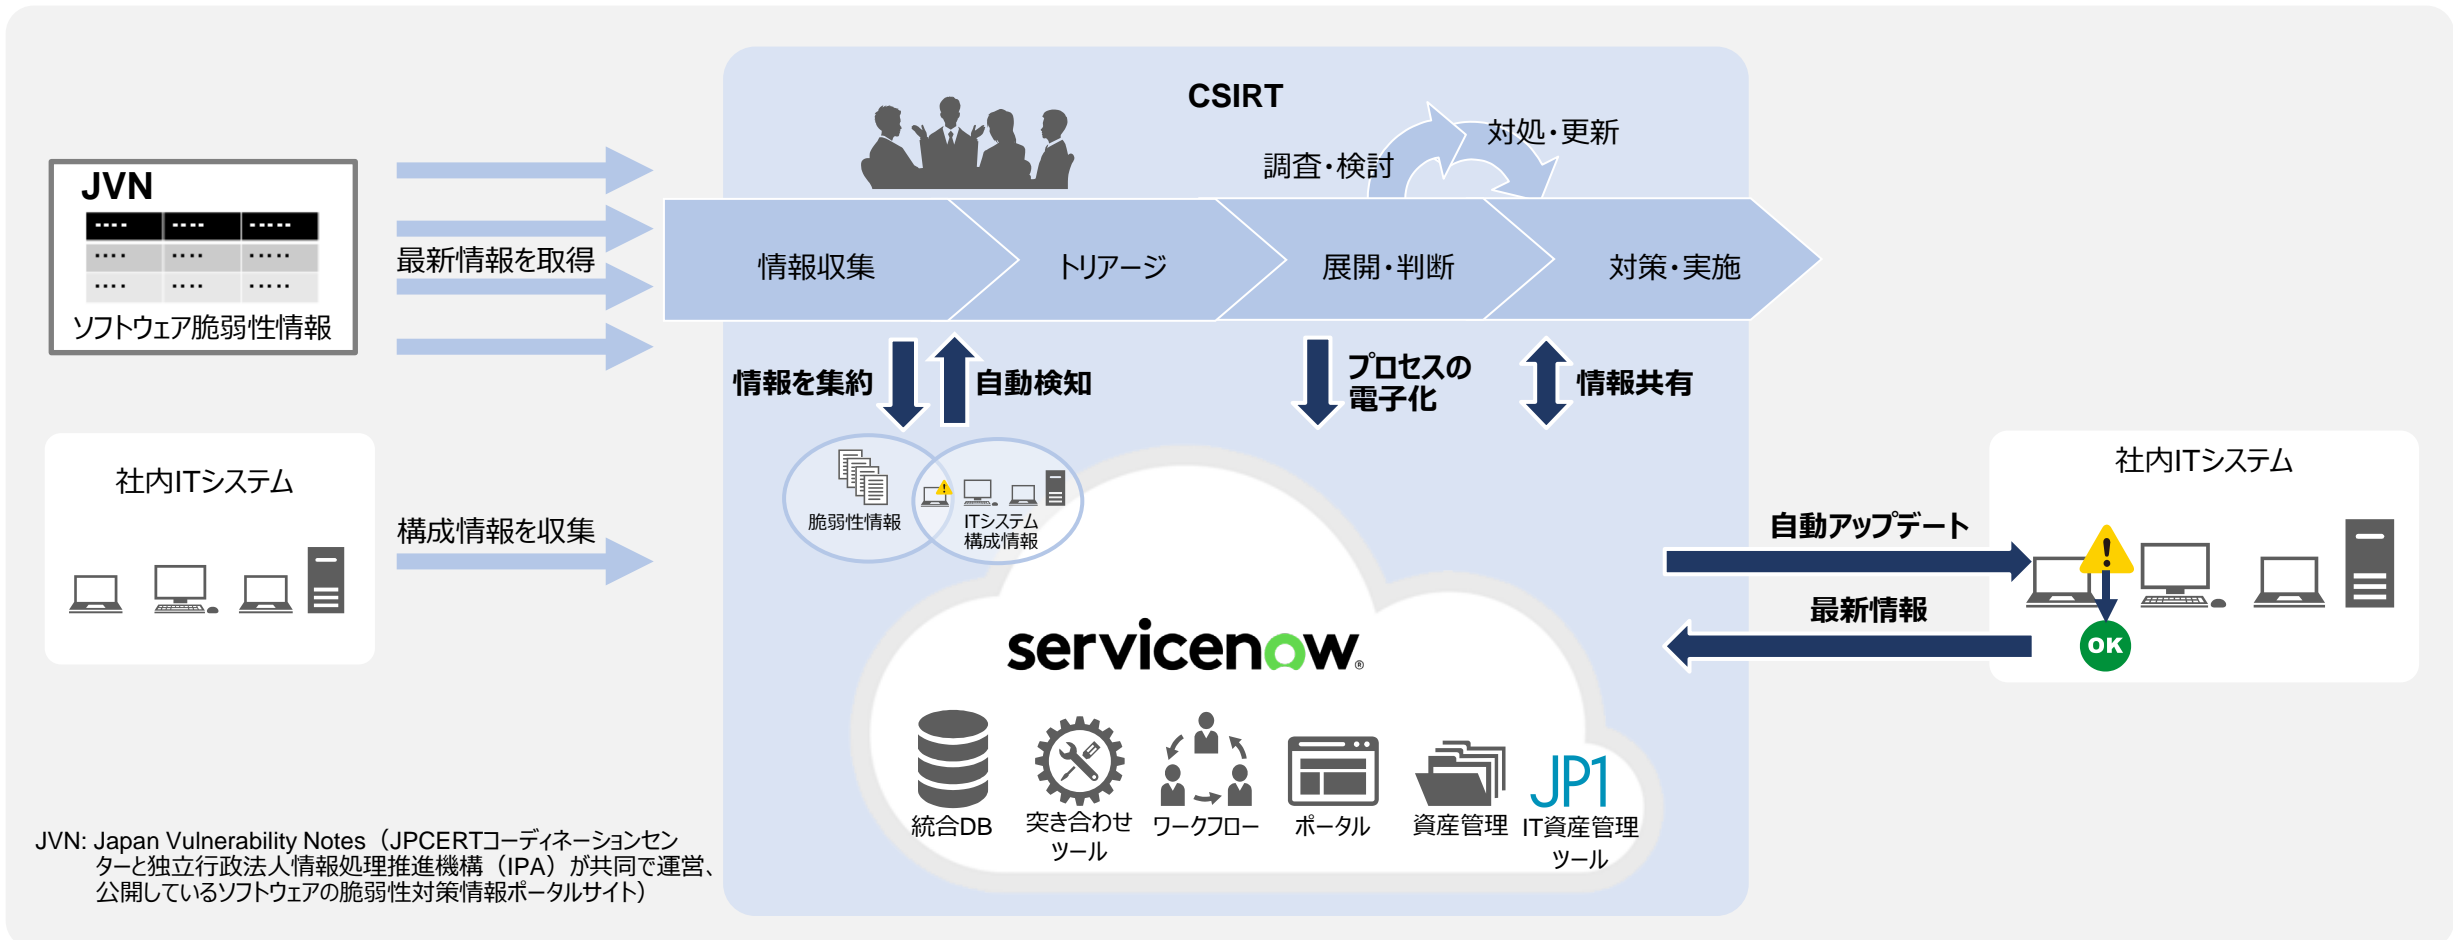 CSIRT
調査・検討
対処・更新
JVN
ソフトウェア脆弱性情報
最新情報を取得
情報収集
トリアージ
展開・判断
対策・実施
情報を集約
自動検知
プロセスの
電子化
情報共有
社内ITシステム
構成情報を収集
脆弱性情報
ITシステム
構成情報
社内ITシステム
自動アップデート
最新情報
OK
servicenow®
統合DB
突き合わせ
ツール
ワークフロー
ポータル
資産管理
JP1
IT資産管理
ツール
JVN: Japan Vulnerability Notes（JPCERTコーディネーションセン
ターと独立行政法人情報処理推進機構（IPA）が共同で運営、
公開しているソフトウェアの脆弱性対策情報ポータルサイト）